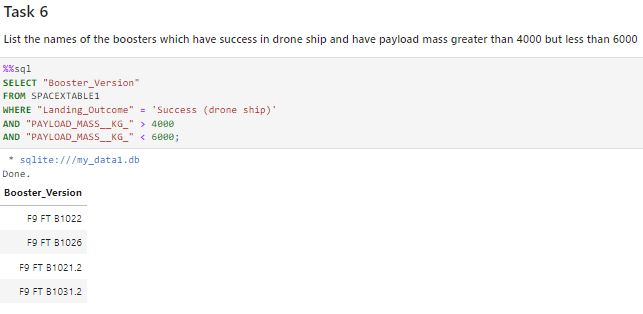 Task 6
List the names of the boosters which have success in drone ship and have payload mass greater than 4000 but less than 6000
%%sql
SELECT "Booster_Version"
FROM SPACEXTABLE1
WHERE "Landing_Outcome" = 'Success (drone ship)'
AND "PAYLOAD_MASS__KG_" > 4000
AND "PAYLOAD_MASS__KG_" < 6000;
* sqlite:///my_data1.db
Done.
Booster_Version
F9 FT B1022
F9 FT B1026
F9 FT B1021.2
F9 FT B1031.2